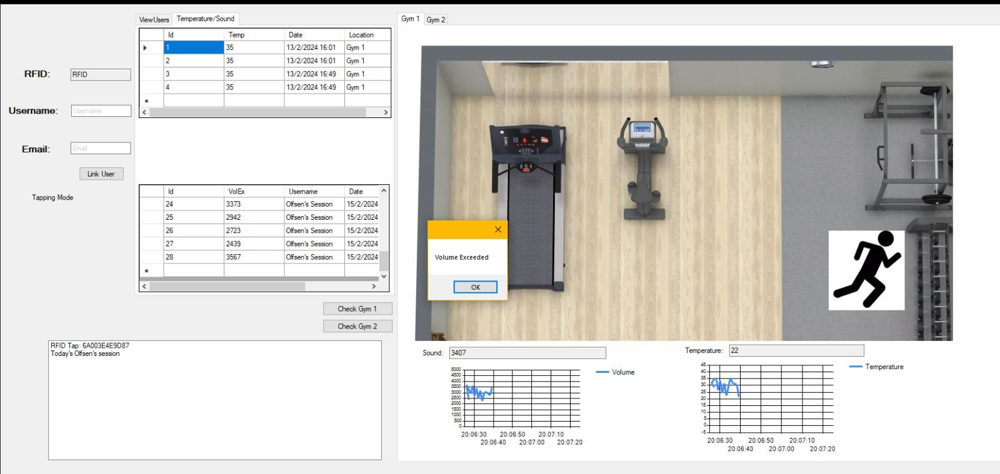 View Users Temperature/Sound
Id Temp Date Location
1 35 13/2/2024 16:01 Gym 1
2 35 13/2/2024 16:01 Gym 1
3 35 13/2/2024 16:49 Gym 1
4 35 13/2/2024 16:49 Gym 1
RFID: RFID
Username: Username
Email: Email
Link User
Tapping Mode
Id VolEx Username Date
24 3373 Olfsen's Session 15/2/2024
25 2942 Olfsen's Session 15/2/2024
26 2723 Olfsen's Session 15/2/2024
27 2439 Olfsen's Session 15/2/2024
28 3567 Olfsen's Session 15/2/2024
Check Gym 1
Check Gym 2
RFID Tap: 6A003E4E9D87
Today's Olfsen's session
Gym 1 Gym 2
Volume Exceeded
OK
Sound: 3407
5000
4500
4000
3500
3000
2500
2000
1500
1000
500
0
20:06:30 20:06:50 20:07:10
20:06:40 20:07:00 20:07:20
Volume
Temperature: 22
45
40
35
30
25
20
15
10
5
0
-5
20:06:30 20:06:50 20:07:10
20:06:40 20:07:00 20:07:20
Temperature